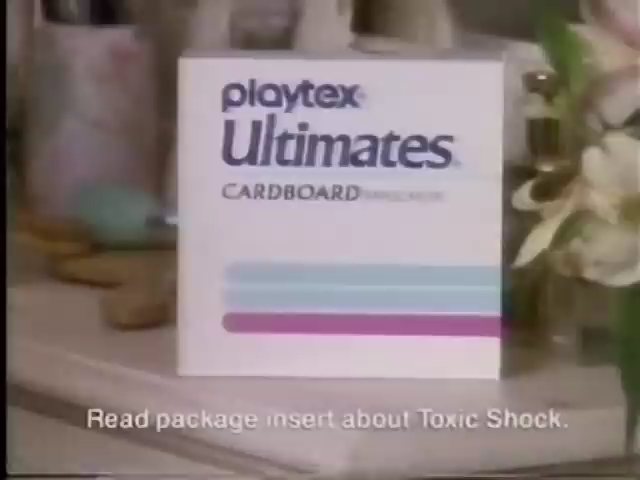 playtex
Ultimates
CARDBOARD
Read package insert about Toxic Shock.